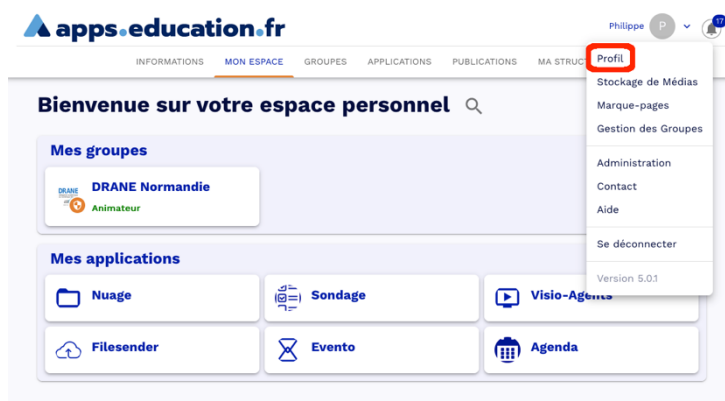 apps.education.fr
Philippe
P
17
INFORMATIONS MON ESPACE GROUPES APPLICATIONS PUBLICATIONS MA STRUCT
Profil
Stockage de Médias
Marque-pages
Gestion des Groupes
Administration
Contact
Aide
Se déconnecter
Version 5.0.1
Bienvenue sur votre espace personnel
Mes groupes
DRANE
DRANE Normandie
Animateur
Mes applications
Nuage
Sondage
Visio-Agents
Filesender
Evento
Agenda